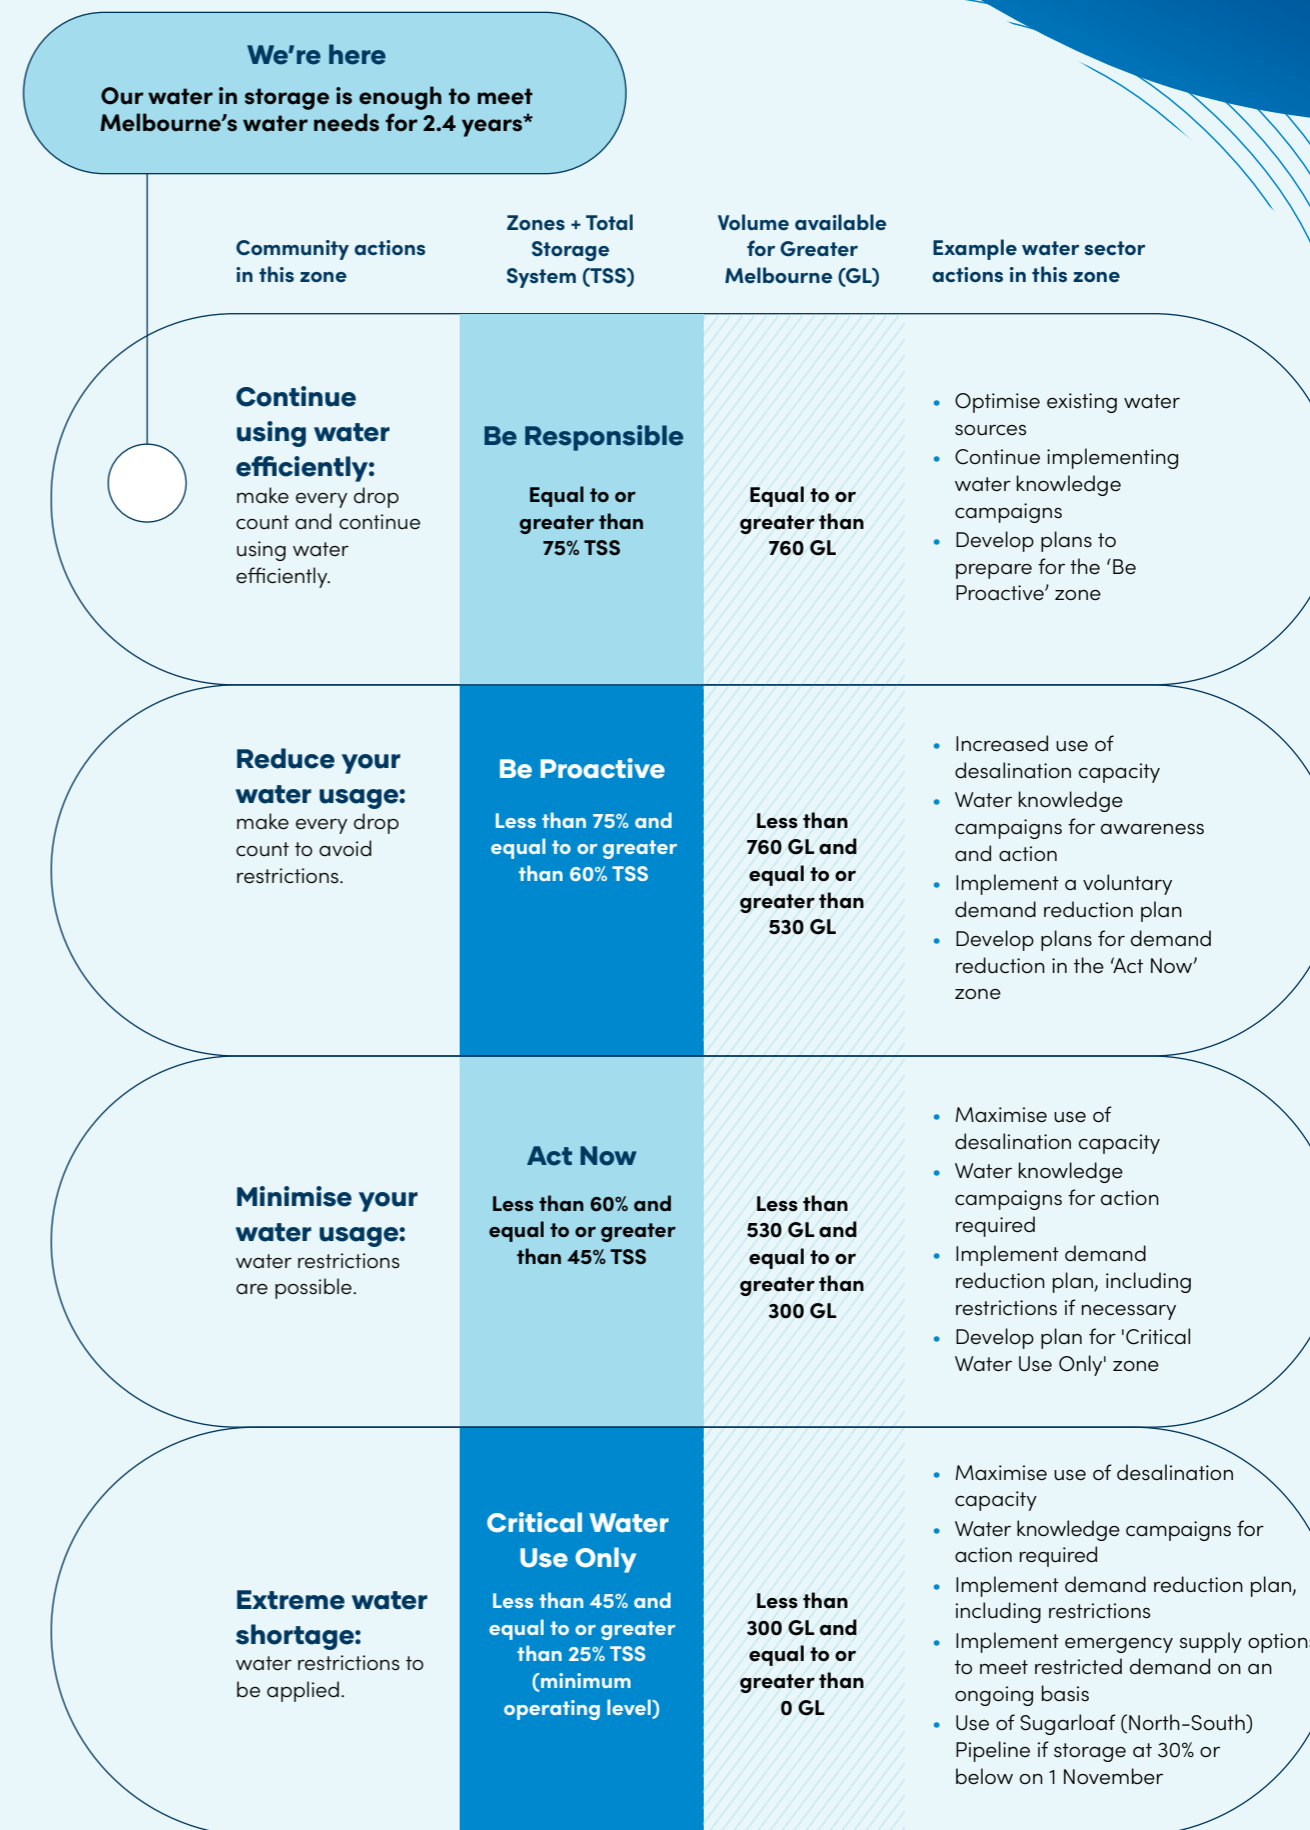 We're here
Our water in storage is enough to meet
Melbourne's water needs for 2.4 years*
Community actions
in this zone
Zones + Total
Storage
System (TSS)
Volume available
for Greater
Melbourne (GL)
Example water sector
actions in this zone
Continue
using water
efficiently:
make every drop
count and continue
using water
efficiently.
Be Responsible
Equal to or
greater than
75% TSS
Equal to or
greater than
760 GL
• Optimise existing water
sources
• Continue implementing
water knowledge
campaigns
• Develop plans to
prepare for the ‘Be
Proactive’ zone
Reduce your
water usage:
make every drop
count to avoid
restrictions.
Be Proactive
Less than 75% and
equal to or greater
than 60% TSS
Less than
760 GL and
equal to or
greater than
530 GL
• Increased use of
desalination capacity
• Water knowledge
campaigns for awareness
and action
• Implement a voluntary
demand reduction plan
• Develop plans for demand
reduction in the ‘Act Now’
zone
Minimise your
water usage:
water restrictions
are possible.
Act Now
Less than 60% and
equal to or greater
than 45% TSS
Less than
530 GL and
equal to or
greater than
300 GL
• Maximise use of
desalination capacity
• Water knowledge
campaigns for action
required
• Implement demand
reduction plan, including
restrictions if necessary
• Develop plan for 'Critical
Water Use Only' zone
Extreme water
shortage:
water restrictions to
be applied.
Critical Water
Use Only
Less than 45% and
equal to or greater
than 25% TSS
(minimum
operating level)
Less than
300 GL and
equal to or
greater than
0 GL
• Maximise use of desalination
capacity
• Water knowledge campaigns for
action required
• Implement demand reduction plan,
including restrictions
• Implement emergency supply options
to meet restricted demand on an
ongoing basis
• Use of Sugarloaf (North-South)
Pipeline if storage at 30% or
below on 1 November